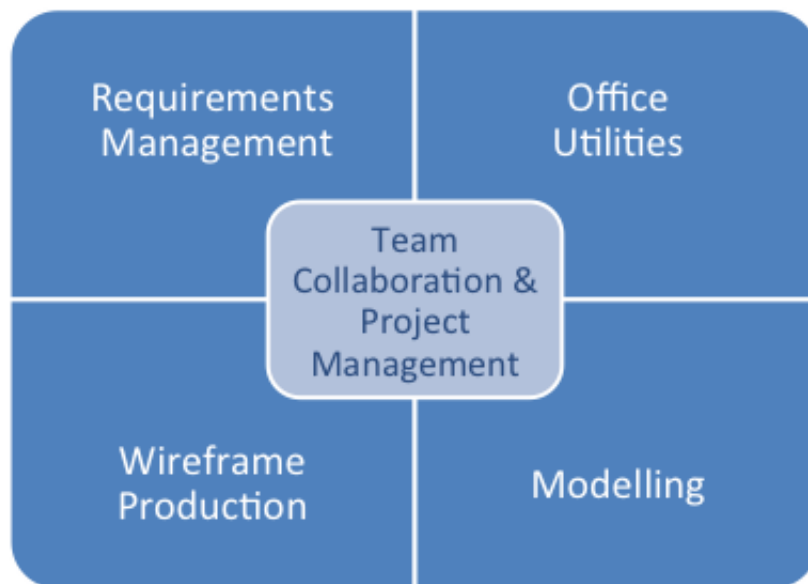 Requirements
Management
Office
Utilities
Team
Collaboration &
Project
Management
Wireframe
Production
Modelling